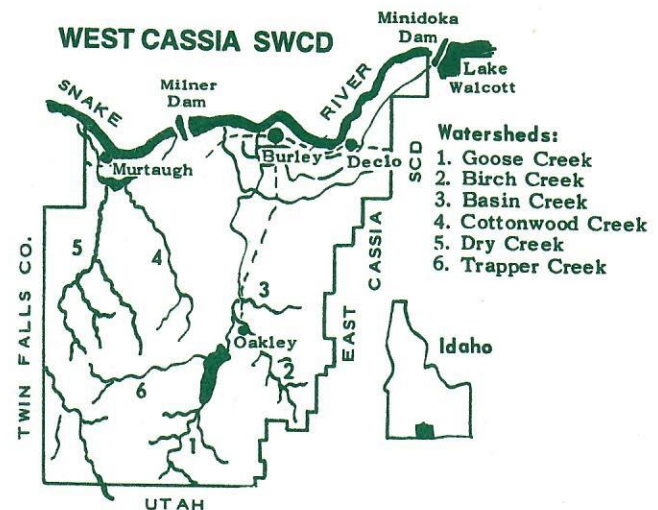 WEST CASSIA SWCD
Minidoka
Dam
Lake
Walcott
SNAKE
Milner
Dam
RIVER
Murtaugh
Burley
Declo
SCD
Watersheds:
1. Goose Creek
2. Birch Creek
3. Basin Creek
4. Cottonwood Creek
5. Dry Creek
6. Trapper Creek
5
4
3
Oakley
2
6
1
TWIN FALLS CO.
EAST CASSIA
Idaho
UTAH